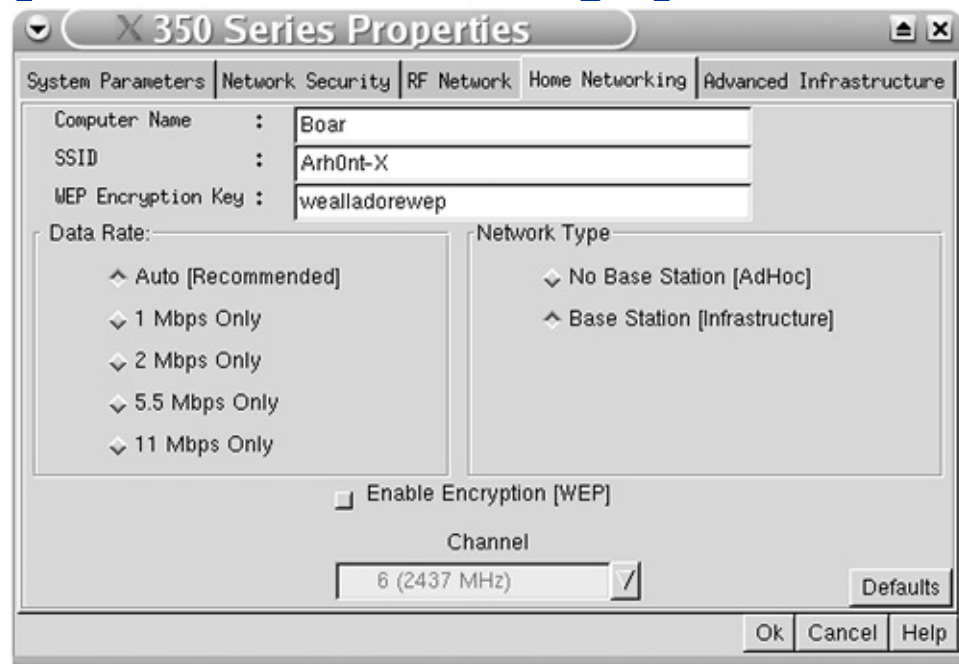 X 350 Series Properties
System Parameters Network Security RF Network Home Networking Advanced Infrastructure
Computer Name : Boar
SSID : Arh0nt-X
WEP Encryption Key : wealladorewep
Data Rate: Network Type
Auto [Recommended] No Base Station [AdHoc]
1 Mbps Only Base Station [Infrastructure]
2 Mbps Only
5.5 Mbps Only
11 Mbps Only
Enable Encryption [WEP]
Channel
6 (2437 MHz)
Defaults
Ok Cancel Help